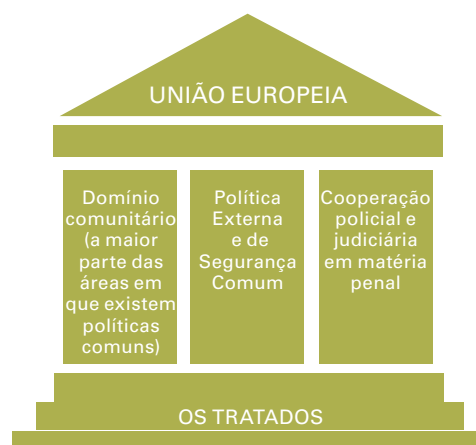 UNIÃO EUROPEIA
Domínio
comunitário
(a maior
parte das
áreas em
que existem
políticas
comuns)
Política
Externa
e de
Segurança
Comum
Cooperação
policial e
judiciária
em matéria
penal
OS TRATADOS